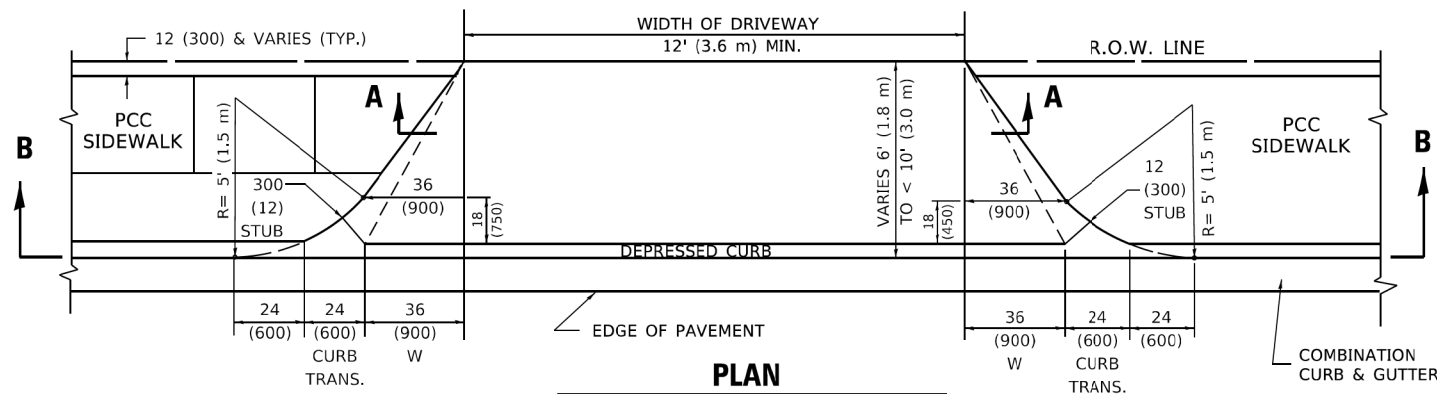 WIDTH OF DRIVEWAY
12' (3.6 m) MIN.
12 (300) & VARIES (TYP.)
R.O.W. LINE
A
A
B
B
PCC
SIDEWALK
R= 5' (1.5 m)
300
(12)
STUB
36
(900)
18
(750)
VARIES 6' (1.8 m)
TO < 10' (3.0 m)
36
(900)
18
(450)
12
(300)
STUB
R= 5' (1.5 m)
PCC
SIDEWALK
DEPRESSED CURB
24
(600)
24
(600)
CURB
TRANS.
36
(900)
W
EDGE OF PAVEMENT
36
(900)
W
24
(600)
CURB
TRANS.
24
(600)
COMBINATION
CURB & GUTTER
PLAN